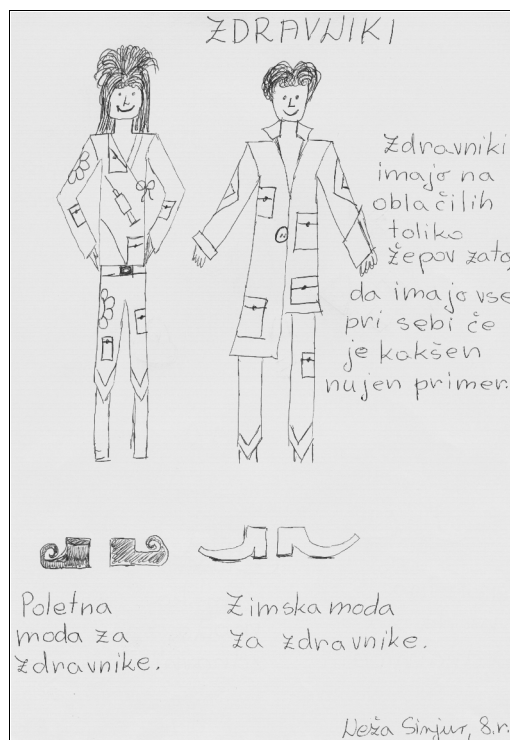 ZDRAVNIKI
Zdravniki
imajo na
oblačilih
toliko
žepov zato,
da imajo vse
pri sebi če
je kakšen
nujen primer.
Poletna
moda za
zdravnike.
Zimska moda
za zdravnike.
Neža Sinjur, 8.r.